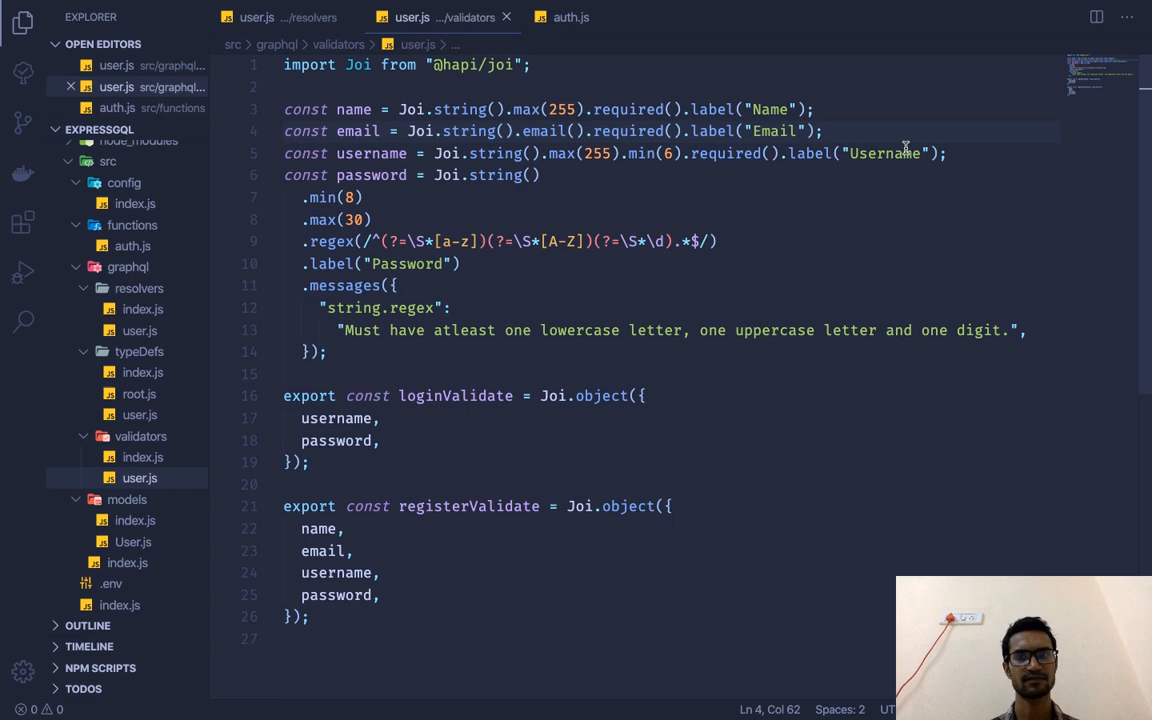 EXPLORER
user.js .../resolvers
user.js .../validators
auth.js
OPEN EDITORS
src > graphql > validators > user.js > ...
user.js src/graphql...
user.js src/graphql...
auth.js src/functions
EXPRESSGQL
node_modules
src
config
index.js
functions
auth.js
graphql
resolvers
index.js
user.js
typeDefs
index.js
root.js
user.js
validators
index.js
user.js
models
index.js
User.js
index.js
.env
index.js
OUTLINE
TIMELINE
NPM SCRIPTS
TODOS
1 import Joi from "@hapi/joi";
2
3 const name = Joi.string().max(255).required().label("Name");
4 const email = Joi.string().email().required().label("Email");
5 const username = Joi.string().max(255).min(6).required().label("Username");
6 const password = Joi.string()
7 .min(8)
8 .max(30)
9 .regex(/^(?=\S*[a-z])(?=\S*[A-Z])(?=\S*\d).*$/)
10 .label("Password")
11 .messages({
12 "string.regex":
13 "Must have atleast one lowercase letter, one uppercase letter and one digit.",
14 });
15
16 export const loginValidate = Joi.object({
17 username,
18 password,
19 });
20
21 export const registerValidate = Joi.object({
22 name,
23 email,
24 username,
25 password,
26 });
27
0 0
Ln 4, Col 62
Spaces: 2